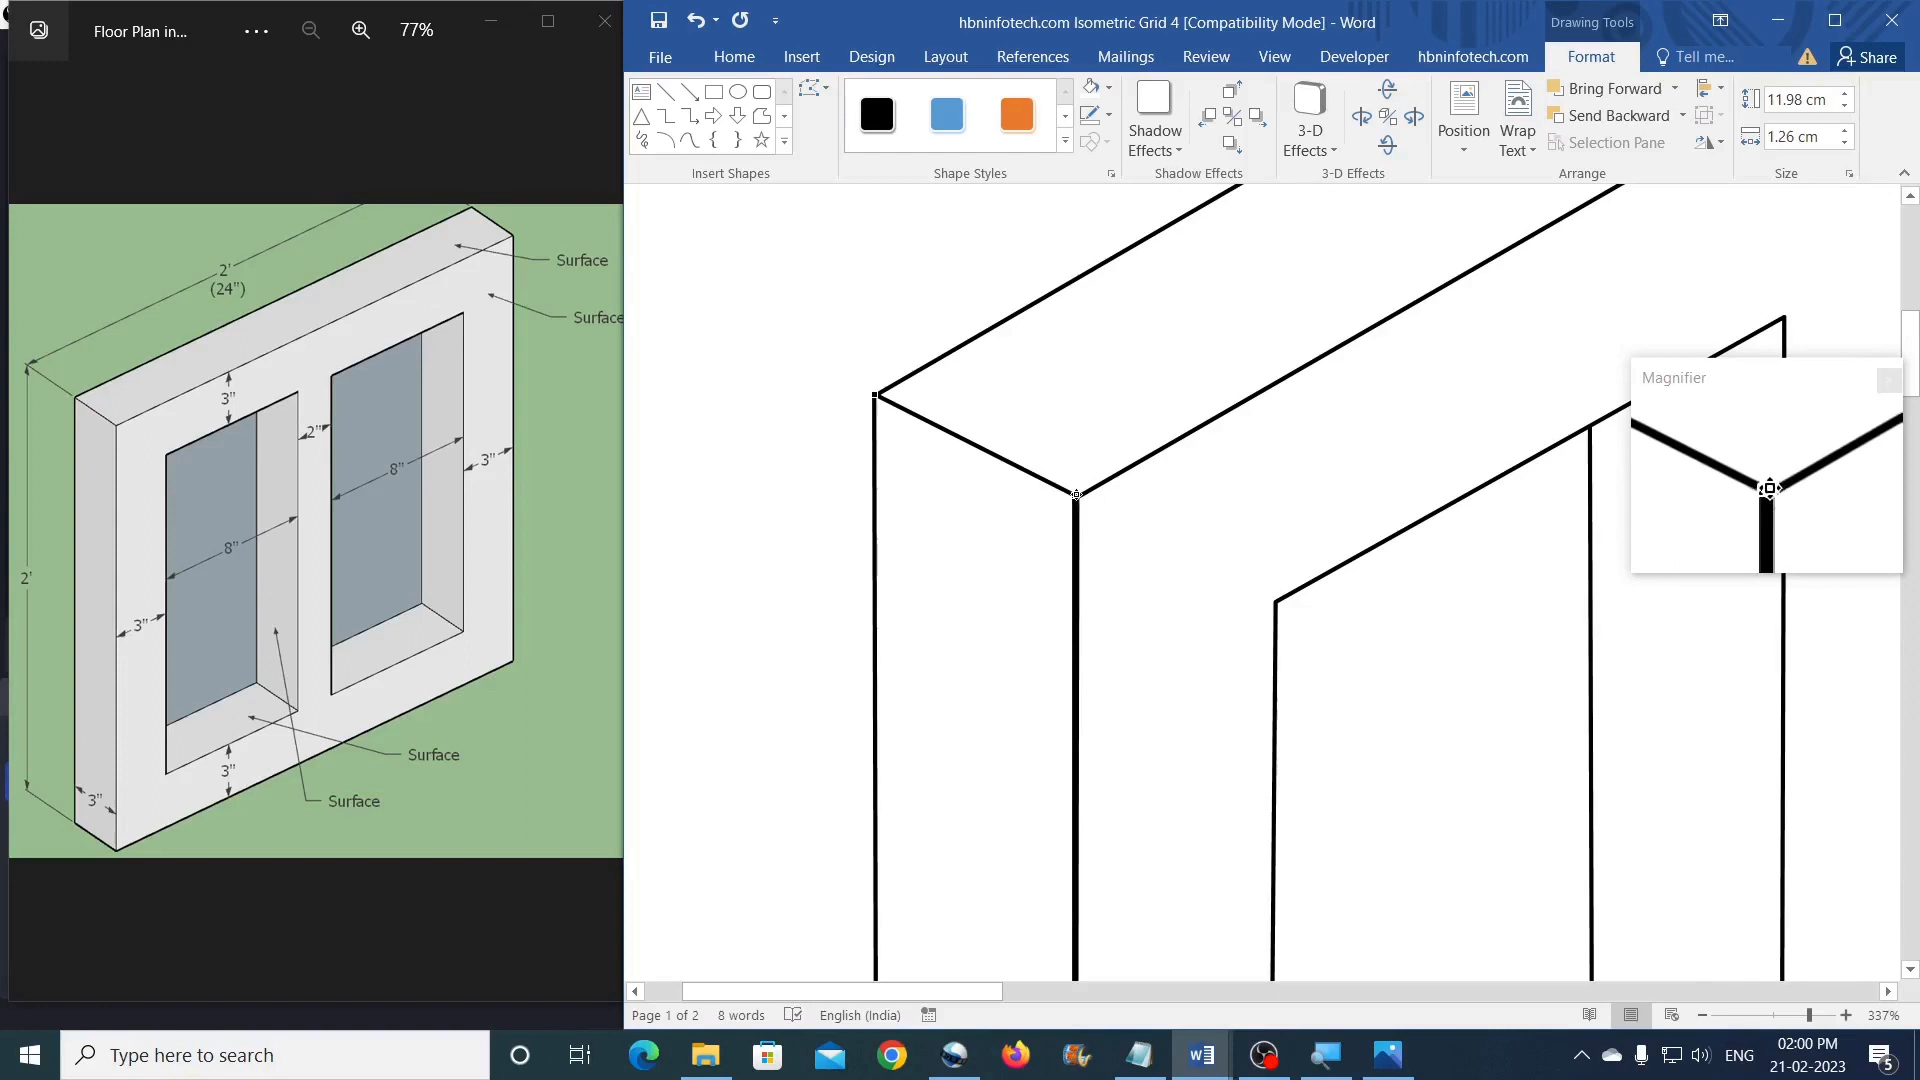 Floor Plan in...
77%
2'
(24")
Surface
Surface
3"
2"
8"
3"
8"
2'
3"
Surface
3"
3"
Surface
hbninfotech.com Isometric Grid 4 [Compatibility Mode] - Word
Drawing Tools
File
Home
Insert
Design
Layout
References
Mailings
Review
View
Developer
hbninfotech.com
Format
Tell me...
Share
Insert Shapes
Shape Styles
Shadow
Effects
Shadow Effects
3-D
Effects
3-D Effects
Position
Wrap
Text
Bring Forward
Send Backward
Selection Pane
Arrange
11.98 cm
1.26 cm
Size
Magnifier
Page 1 of 2
8 words
English (India)
337%
Type here to search
ENG
02:00 PM
21-02-2023
5